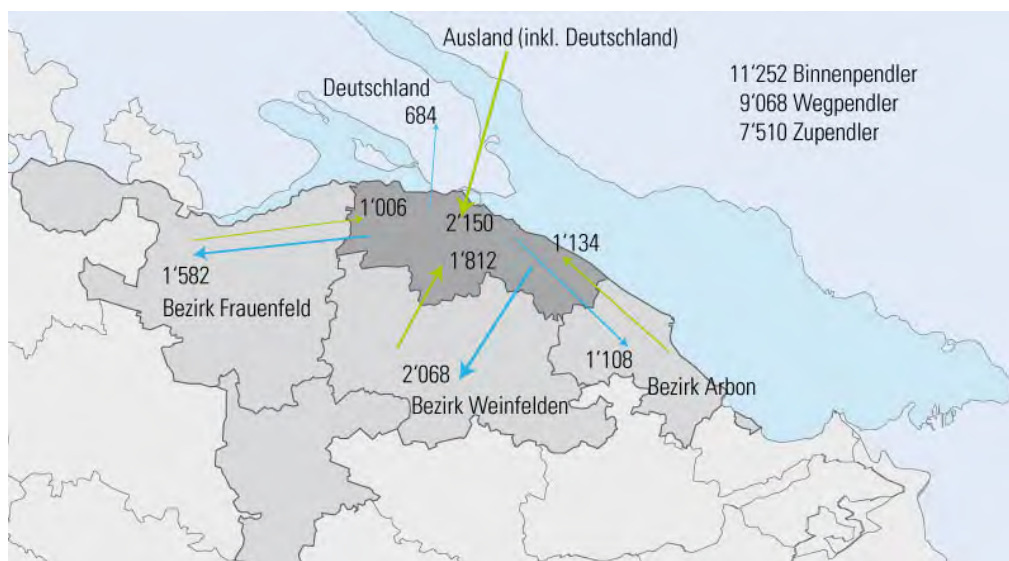 Ausland (inkl. Deutschland)
11‘252 Binnenpendler
9‘068 Wegpendler
7‘510 Zupendler
Deutschland
684
1‘006
2‘150
1‘134
1‘582
1‘812
Bezirk Frauenfeld
2‘068
1‘108
Bezirk Arbon
Bezirk Weinfelden